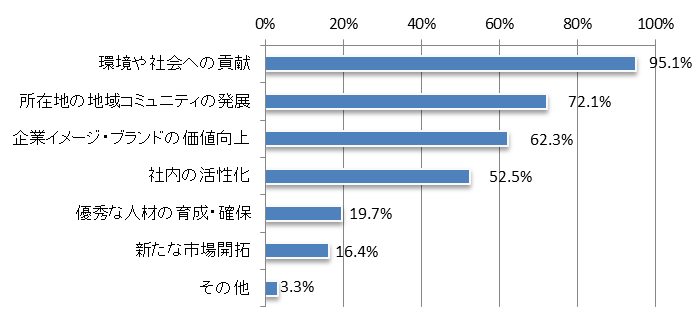 0% 20% 40% 60% 80% 100%
環境や社会への貢献 95.1%
所在地の地域コミュニティの発展 72.1%
企業イメージ・ブランドの価値向上 62.3%
社内の活性化 52.5%
優秀な人材の育成・確保 19.7%
新たな市場開拓 16.4%
その他 3.3%